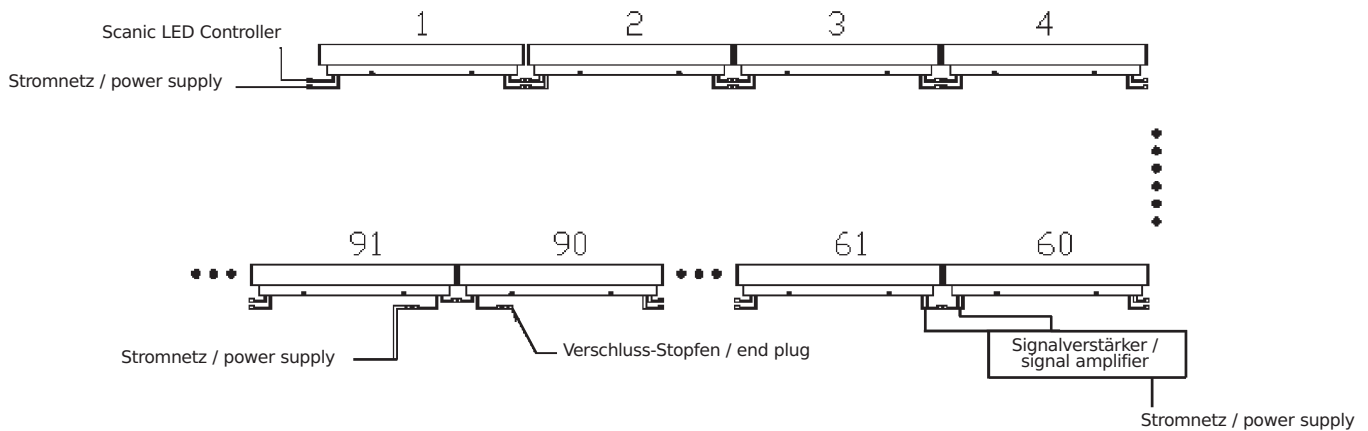 1 2 3 4
Scanic LED Controller
Stromnetz / power supply
91 90 61 60
Stromnetz / power supply
Verschluss-Stopfen / end plug
Signalverstärker /
signal amplifier
Stromnetz / power supply